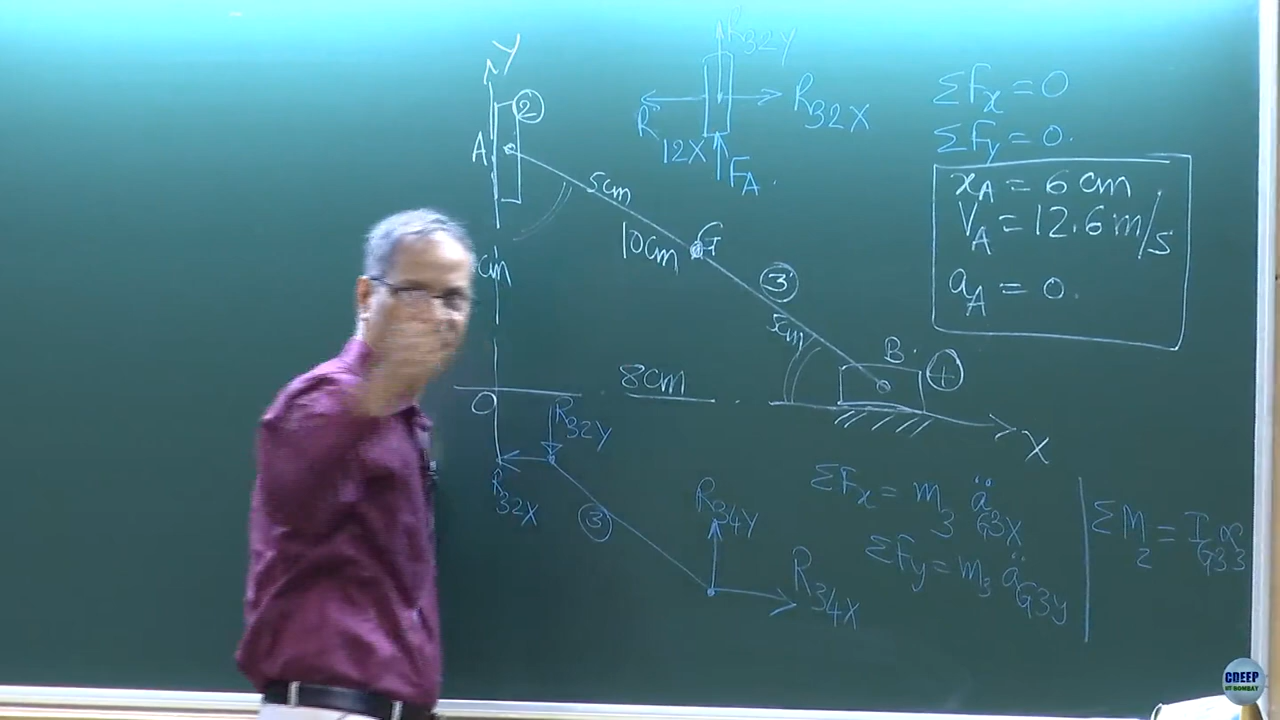 Y
2
A
5cm
10cm
G
3
5cm
B
4
cm
8cm
O
X
R32Y
R32X
R12X
FA
ΣFx = 0
ΣFy = 0
xA = 6 cm
VA = 12.6 m/s
aA = 0
R32Y
R32X
3
R34Y
R34X
ΣFx = m3 äG3X
ΣFy = m3 äG3y
ΣM2 = IG3 α3
CDEEP
IIT BOMBAY